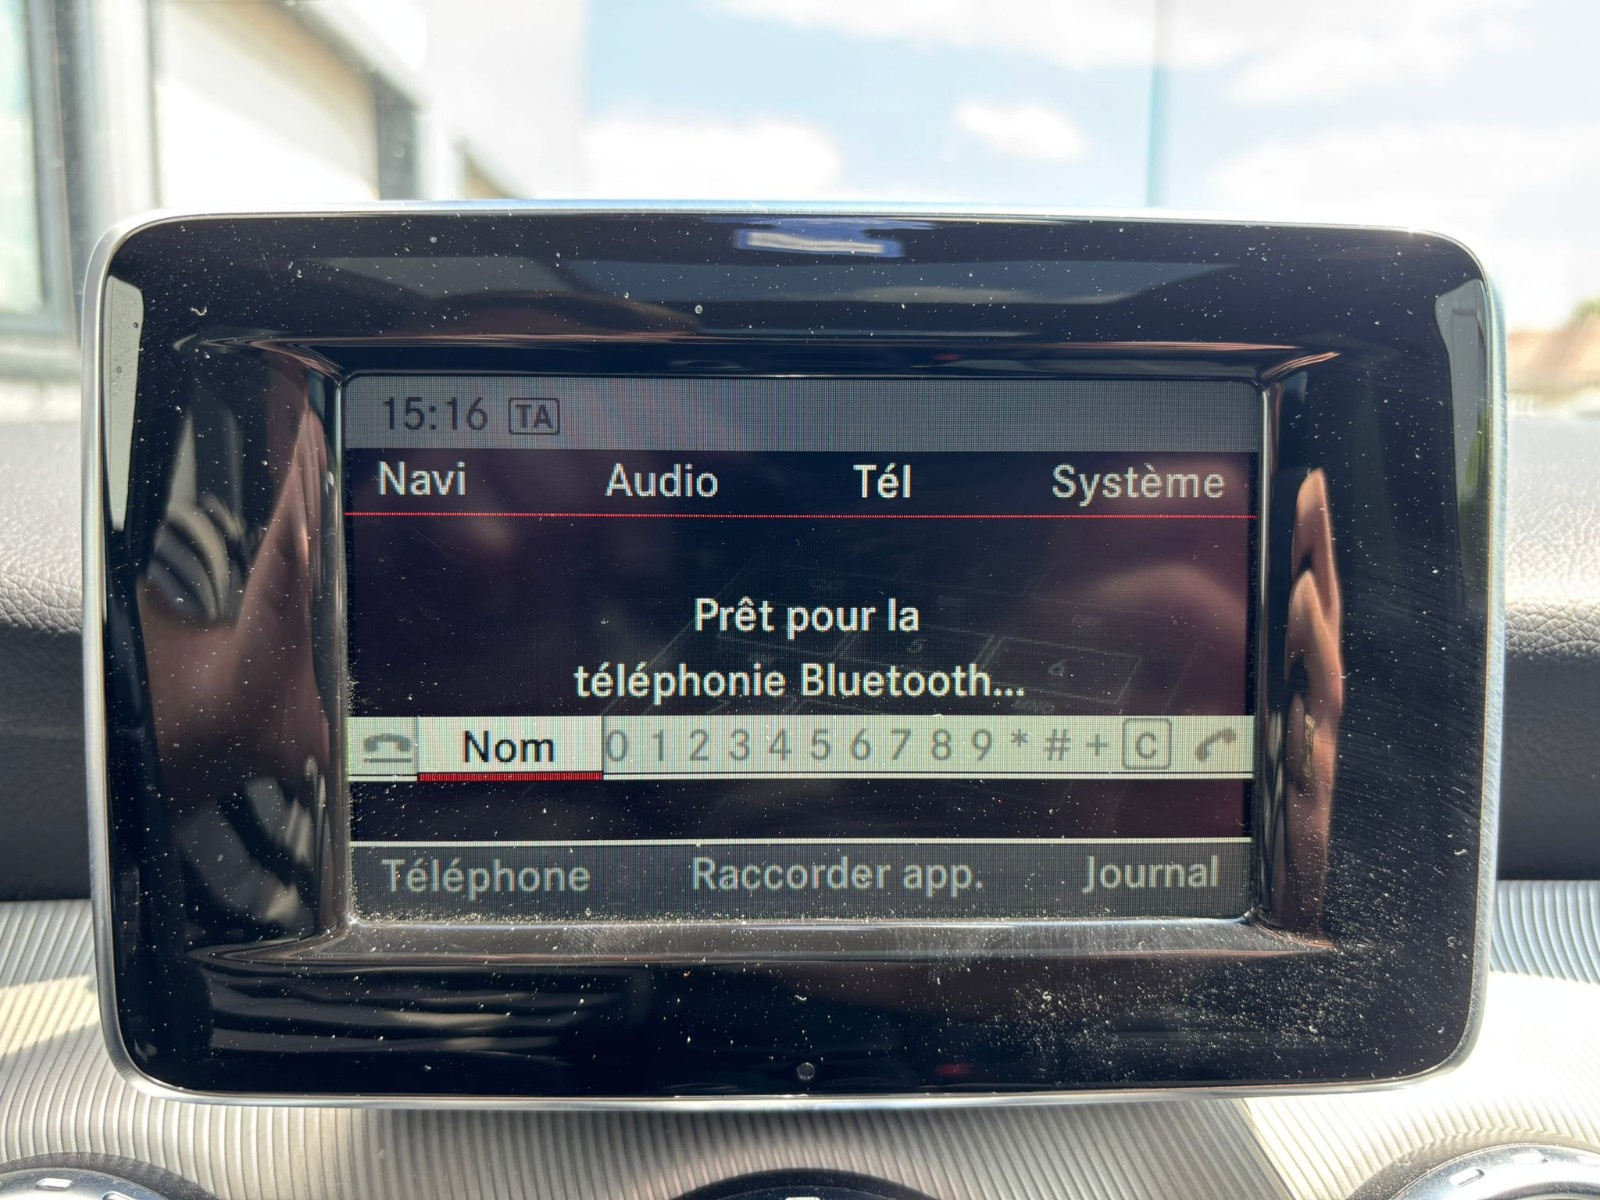 15:16 TA
Navi Audio Tél Système
Prêt pour la
téléphonie Bluetooth...
Nom 0 1 2 3 4 5 6 7 8 9 * # + C
Téléphone Raccorder app. Journal